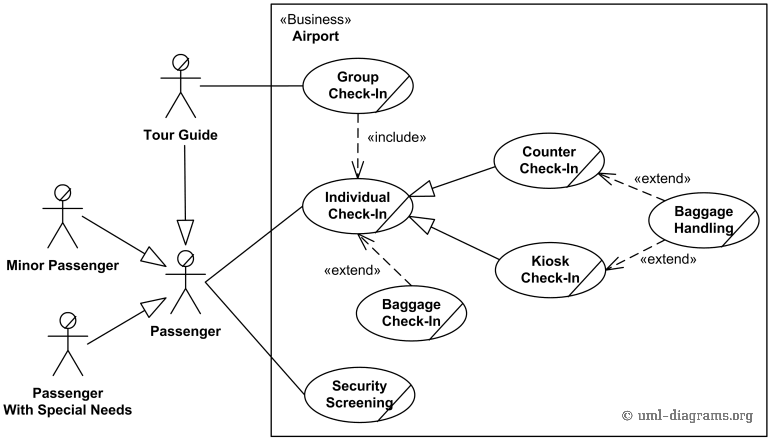 «Business»
Airport
Group
Check-In
Tour Guide
«include»
Counter
Check-In
«extend»
Individual
Check-In
Baggage
Handling
Minor Passenger
«extend»
«extend»
Kiosk
Check-In
Passenger
Baggage
Check-In
Passenger
With Special Needs
Security
Screening
© uml-diagrams.org